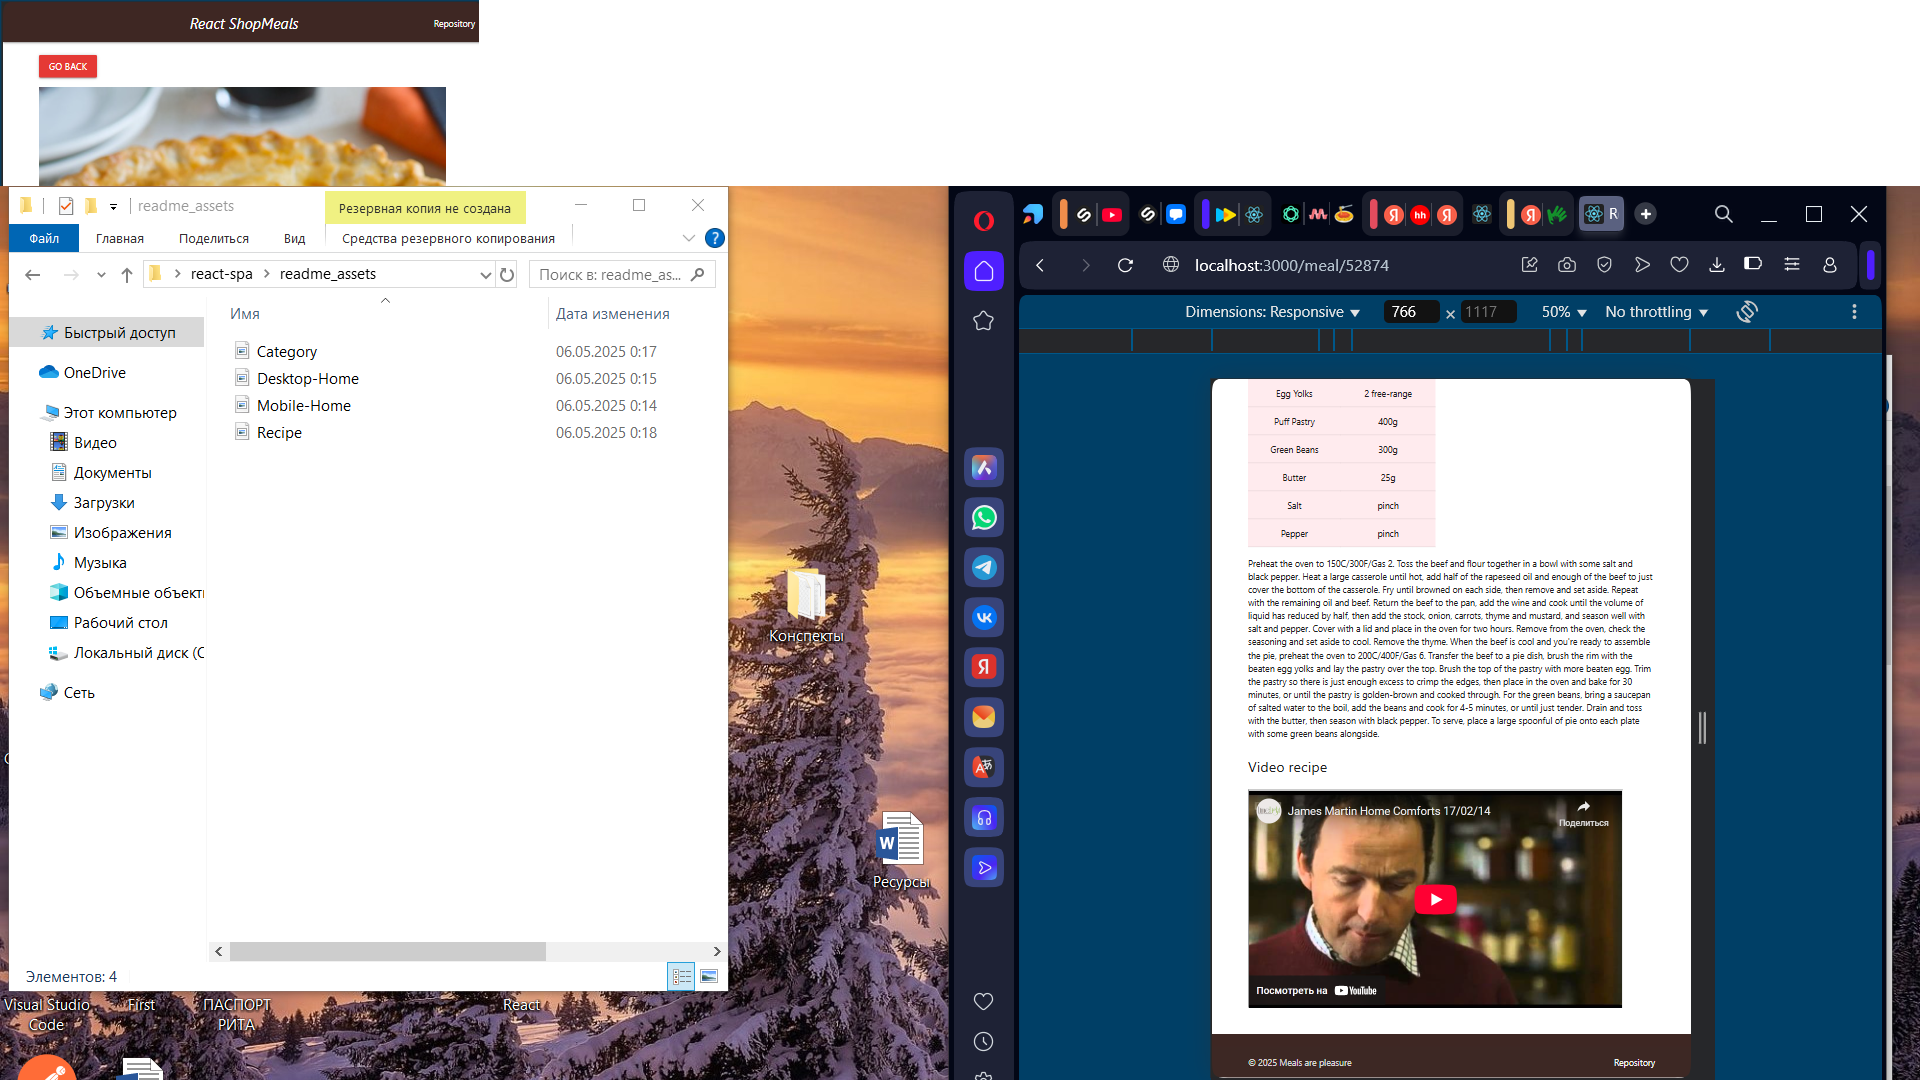 React ShopMeals
Repository
GO BACK
readme_assets
Резервная копия не создана
Файл
Главная
Поделиться
Вид
Средства резервного копирования
react-spa
readme_assets
Поиск в: readme_as...
Имя
Дата изменения
Быстрый доступ
OneDrive
Этот компьютер
Видео
Документы
Загрузки
Изображения
Музыка
Объемные объект
Рабочий стол
Локальный диск (C
Сеть
Category 06.05.2025 0:17
Desktop-Home 06.05.2025 0:15
Mobile-Home 06.05.2025 0:14
Recipe 06.05.2025 0:18
Элементов: 4
Visual Studio
Code
First
ПАСПОРТ
РИТА
React
Конспекты
Ресурсы
localhost:3000/meal/52874
Dimensions: Responsive
766
×
1117
50%
No throttling
Egg Yolks 2 free-range
Puff Pastry 400g
Green Beans 300g
Butter 25g
Salt pinch
Pepper pinch
Preheat the oven to 150C/300F/Gas 2. Toss the beef and flour together in a bowl with some salt and
black pepper. Heat a large casserole until hot, add half of the rapeseed oil and enough of the beef to just
cover the bottom of the casserole. Fry until browned on each side, then remove and set aside. Repeat
with the remaining oil and beef. Return the beef to the pan, add the wine and cook until the volume of
liquid has reduced by half, then add the stock, onion, carrots, thyme and mustard, and season well with
salt and pepper. Cover with a lid and place in the oven for two hours. Remove from the oven, check the
seasoning and set aside to cool. Remove the thyme. When the beef is cool and you're ready to assemble
the pie, preheat the oven to 200C/400F/Gas 6. Transfer the beef to a pie dish, brush the rim with the
beaten egg yolks and lay the pastry over the top. Brush the top of the pastry with more beaten egg. Trim
the pastry so there is just enough excess to crimp the edges, then place in the oven and bake for 30
minutes, or until the pastry is golden-brown and cooked through. For the green beans, bring a saucepan
of salted water to the boil, add the beans and cook for 4-5 minutes, or until just tender. Drain and toss
with the butter, then season with black pepper. To serve, place a large spoonful of pie onto each plate
with some green beans alongside.
Video recipe
James Martin Home Comforts 17/02/14
Поделиться
Посмотреть на YouTube
© 2025 Meals are pleasure
Repository